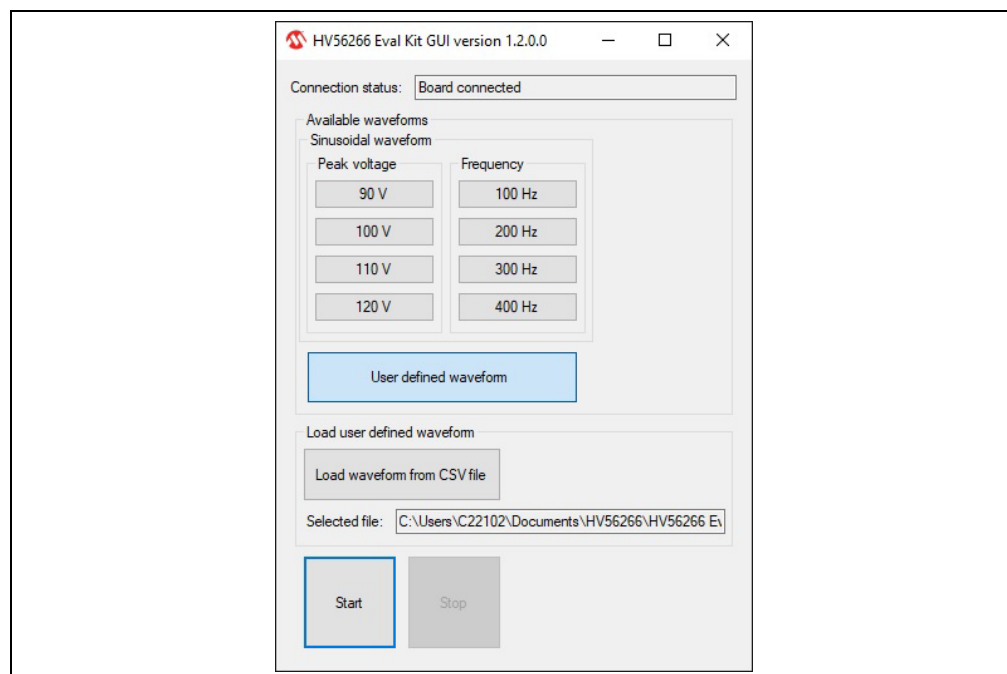 HV56266 Eval Kit GUI version 1.2.0.0
Connection status: Board connected
Available waveforms
Sinusoidal waveform
Peak voltage Frequency
90 V 100 Hz
100 V 200 Hz
110 V 300 Hz
120 V 400 Hz
User defined waveform
Load user defined waveform
Load waveform from CSV file
Selected file: C:\Users\C22102\Documents\HV56266\HV56266 Ev
Start Stop